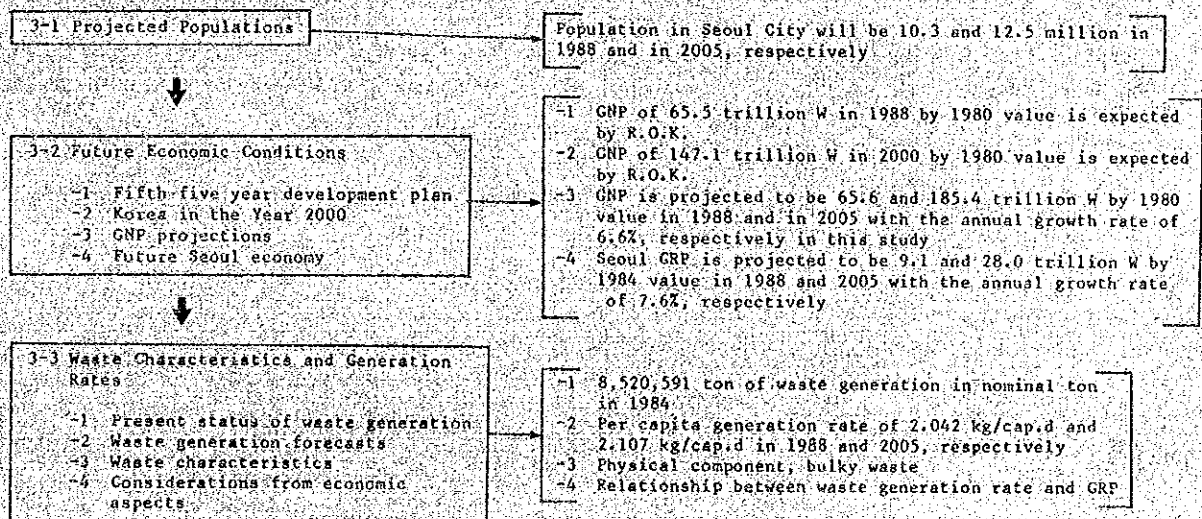 3-1 Projected Populations
Population in Seoul City will be 10.3 and 12.5 million in
1988 and in 2005, respectively
3-2 Future Economic Conditions
-1 Fifth five year development plan
-2 Korea in the Year 2000
-3 GNP projections
-4 Future Seoul economy
-1 GNP of 65.5 trillion W in 1988 by 1980 value is expected
by R.O.K.
-2 GNP of 147.1 trillion W in 2000 by 1980 value is expected
by R.O.K.
-3 GNP is projected to be 65.6 and 185.4 trillion W by 1980
value in 1988 and in 2005 with the annual growth rate of
6.6%, respectively in this study
-4 Seoul GRP is projected to be 9.1 and 28.0 trillion W by
1984 value in 1988 and 2005 with the annual growth rate
of 7.6%, respectively
3-3 Waste Characteristics and Generation
Rates
-1 Present status of waste generation
-2 Waste generation forecasts
-3 Waste characteristics
-4 Considerations from economic
aspects
-1 8,520,591 ton of waste generation in nominal ton
in 1984
-2 Per capita generation rate of 2.042 kg/cap.d and
2.107 kg/cap.d in 1988 and 2005, respectively
-3 Physical component, bulky waste
-4 Relationship between waste generation rate and GRP